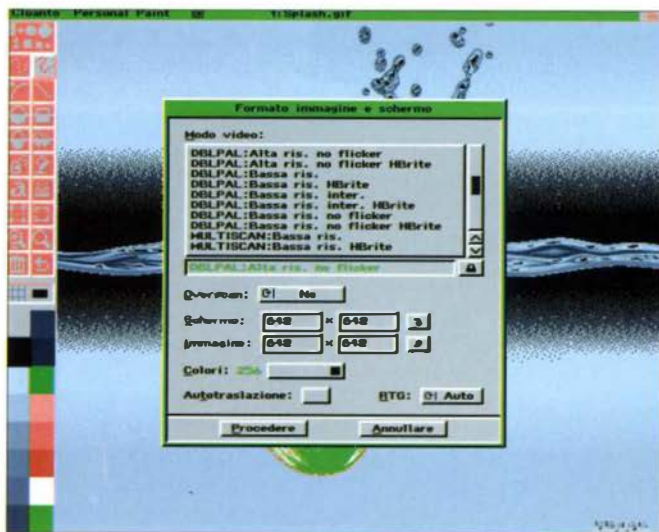 Cloanto Personal Paint 1:Splash.gif
Formato immagine e schermo
Modo video:
DBLPAL:Alta ris. no flicker
DBLPAL:Alta ris. no flicker HBrite
DBLPAL:Bassa ris.
DBLPAL:Bassa ris. HBrite
DBLPAL:Bassa ris. inter.
DBLPAL:Bassa ris. inter. HBrite
DBLPAL:Bassa ris. no flicker
DBLPAL:Bassa ris. no flicker HBrite
MULTISCAN:Bassa ris.
MULTISCAN:Bassa ris. HBrite
DBLPAL:Alta ris. no flicker
Overscan: No
Schermo: 640 × 640
Immagine: 640 × 640
Colori: 256
Autotraslazione: RTG: Auto
Procedere Annullare